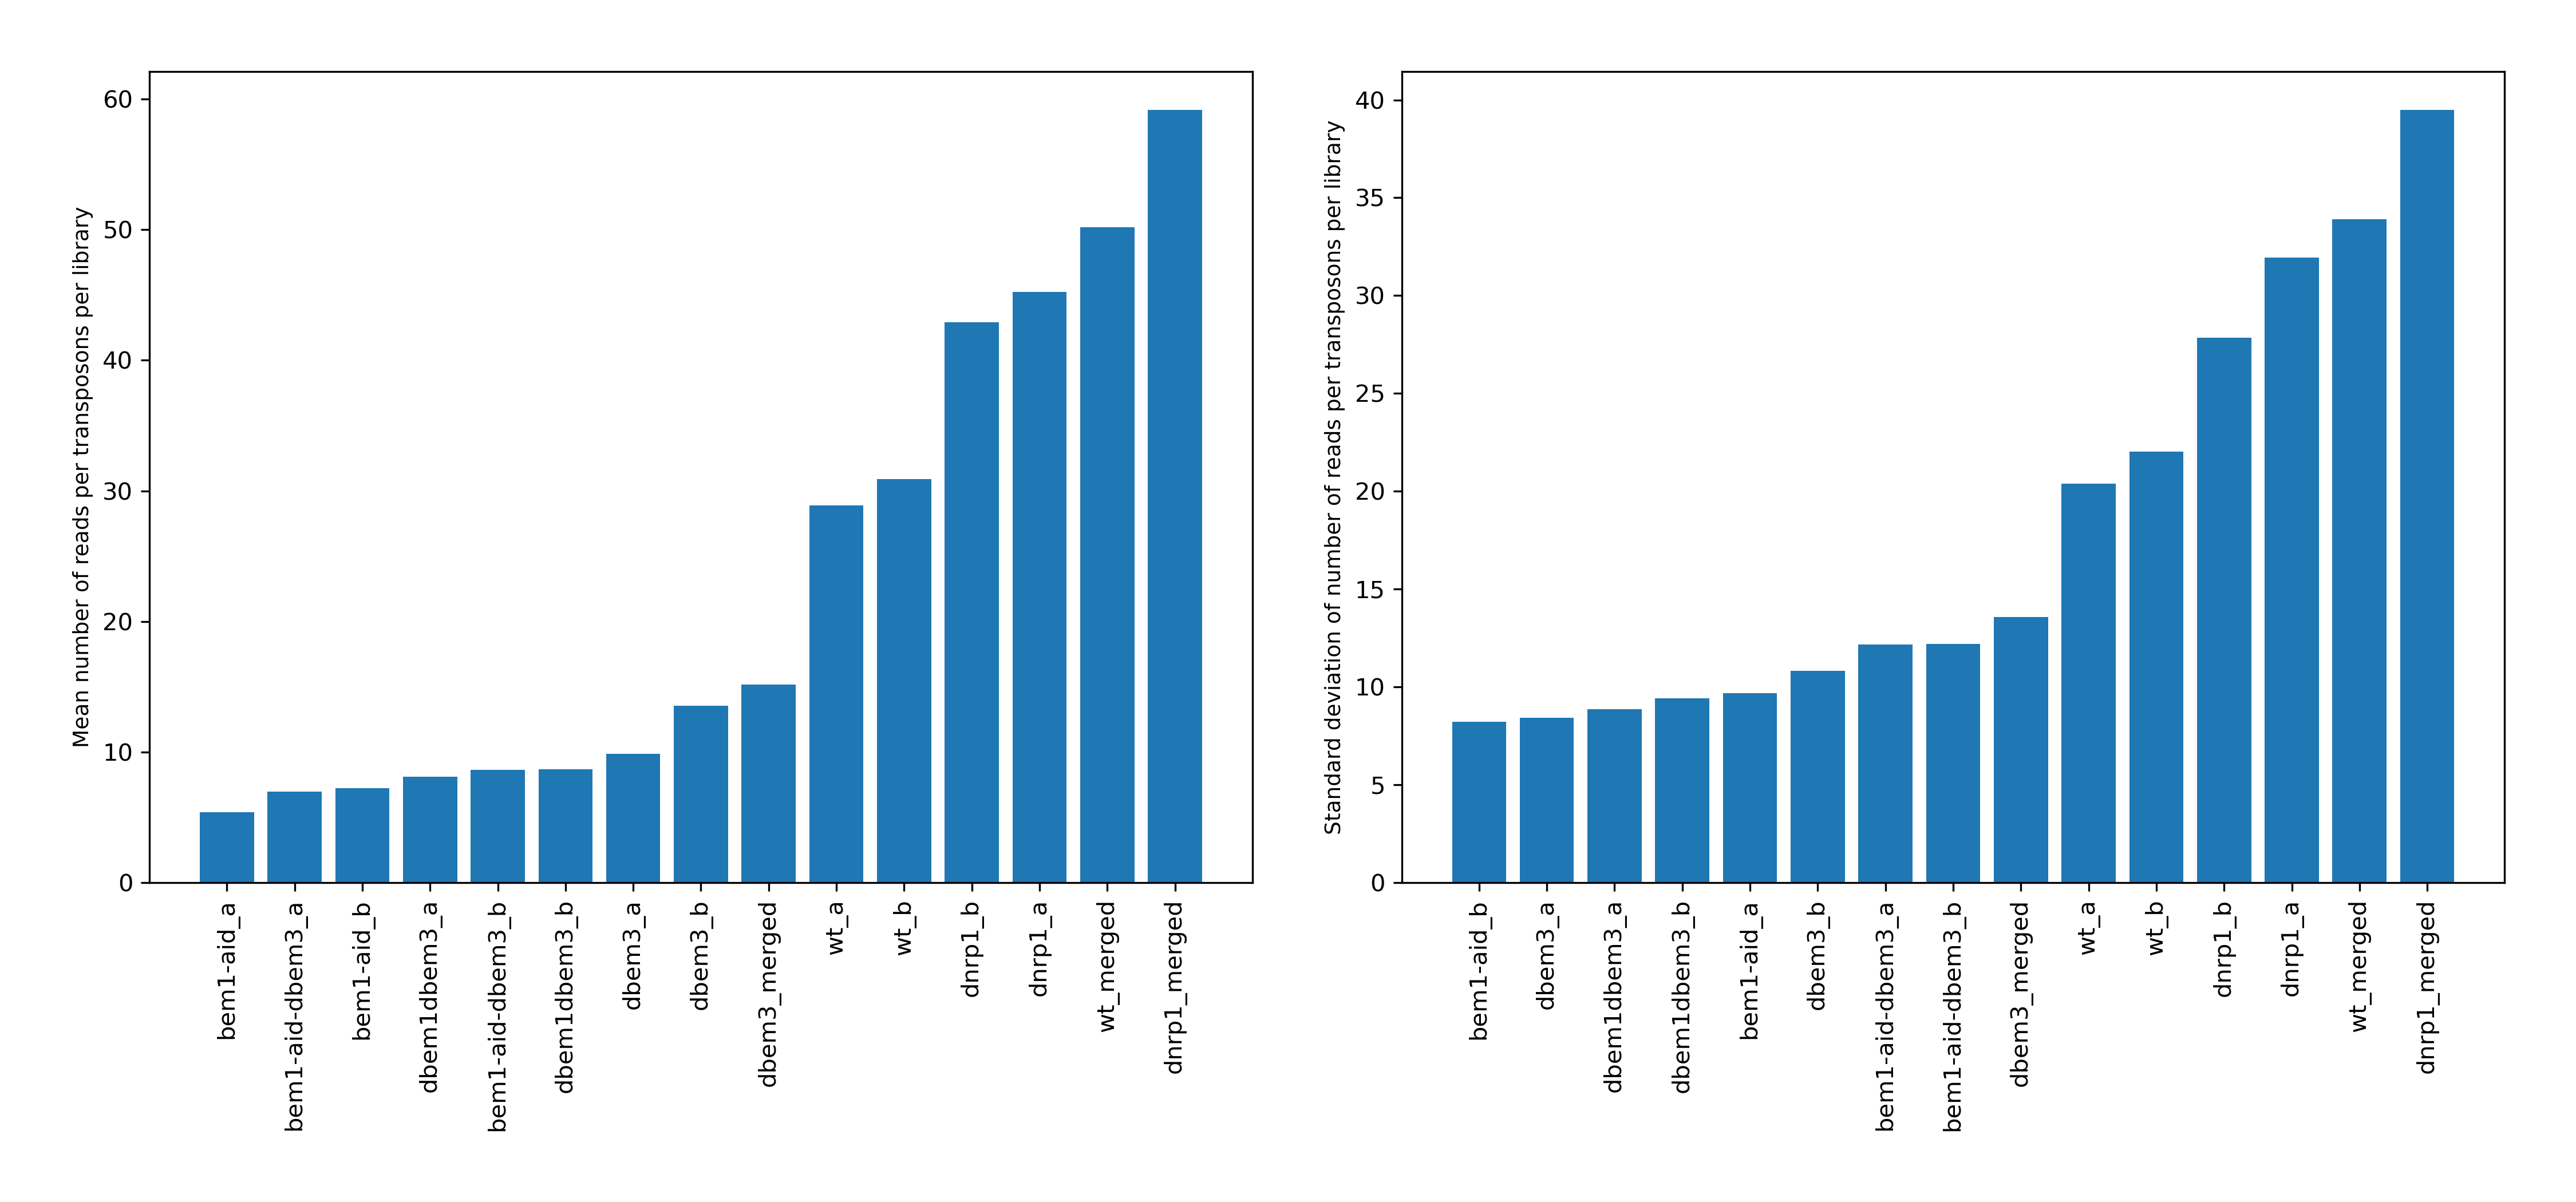 Mean number of reads per transposons per library
60
50
40
30
20
10
0
bem1-aid_a
bem1-aid-dbem3_a
bem1-aid_b
dbem1dbem3_a
bem1-aid-dbem3_b
dbem1dbem3_b
dbem3_a
dbem3_b
dbem3_merged
wt_a
wt_b
dnrp1_b
dnrp1_a
wt_merged
dnrp1_merged
Standard deviation of number of reads per transposons per library
40
35
30
25
20
15
10
5
0
bem1-aid_b
dbem3_a
dbem1dbem3_a
dbem1dbem3_b
bem1-aid_a
dbem3_b
bem1-aid-dbem3_a
bem1-aid-dbem3_b
dbem3_merged
wt_a
wt_b
dnrp1_b
dnrp1_a
wt_merged
dnrp1_merged